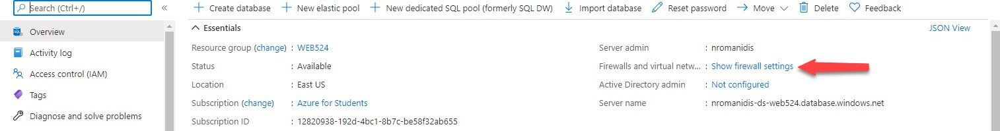 Search (Ctrl+/) «
Create database New elastic pool New dedicated SQL pool (formerly SQL DW) Import database Reset password Move Delete Feedback
Overview
Activity log
Access control (IAM)
Tags
Diagnose and solve problems
Essentials JSON View
Resource group (change) : WEB524
Status : Available
Location : East US
Subscription (change) : Azure for Students
Subscription ID : 12820938-192d-4bc1-8b7c-be58f32ab655
Server admin : nromanidis
Firewalls and virtual netw... : Show firewall settings
Active Directory admin : Not configured
Server name : nromanidis-ds-web524.database.windows.net